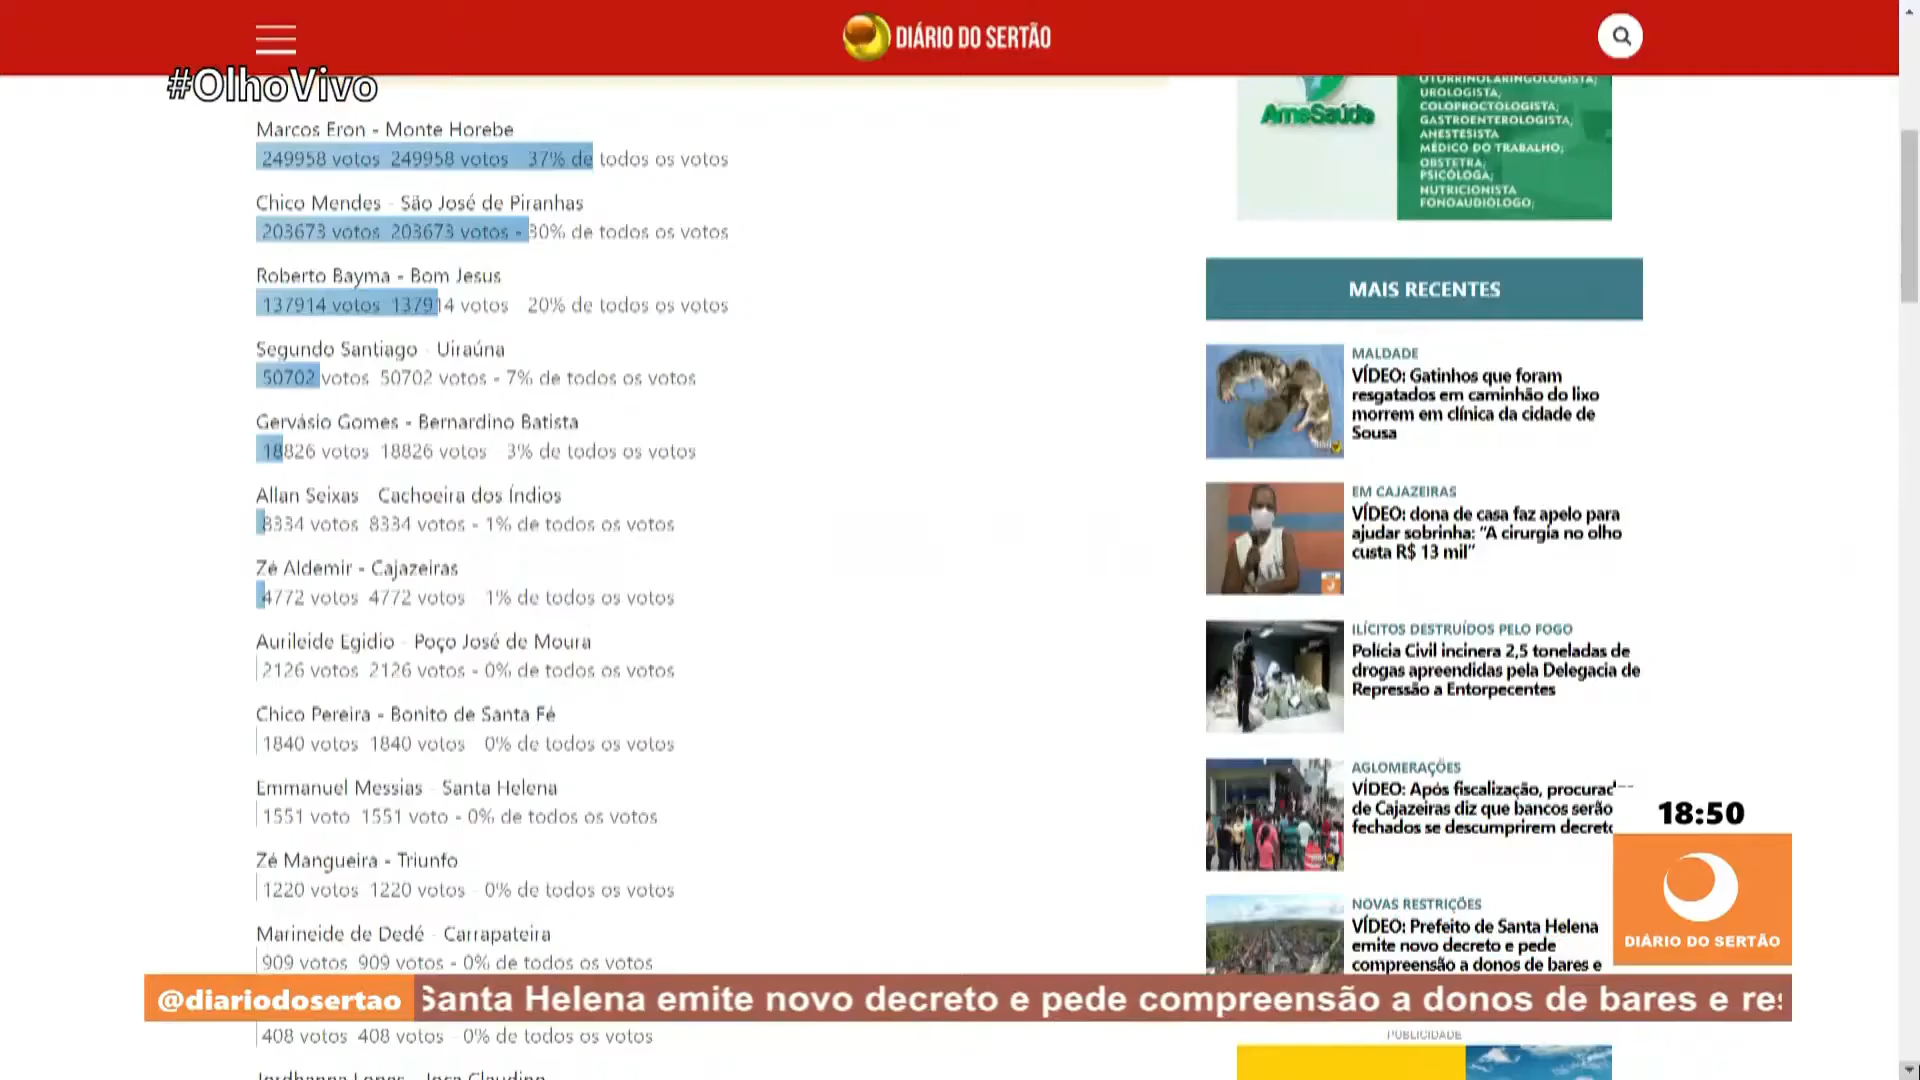 DIÁRIO DO SERTÃO
#OlhoVivo
Marcos Eron - Monte Horebe
249958 votos 249958 votos 37% de todos os votos
Chico Mendes - São José de Piranhas
203673 votos 203673 votos - 30% de todos os votos
Roberto Bayma - Bom Jesus
137914 votos 137914 votos 20% de todos os votos
Segundo Santiago - Uiraúna
50702 votos 50702 votos - 7% de todos os votos
Gervásio Gomes - Bernardino Batista
18826 votos 18826 votos 3% de todos os votos
Allan Seixas Cachoeira dos Índios
8334 votos 8334 votos - 1% de todos os votos
Zé Aldemir - Cajazeiras
4772 votos 4772 votos 1% de todos os votos
Aurileide Egidio - Poço José de Moura
2126 votos 2126 votos - 0% de todos os votos
Chico Pereira - Bonito de Santa Fé
1840 votos 1840 votos 0% de todos os votos
Emmanuel Messias - Santa Helena
1551 voto 1551 voto - 0% de todos os votos
Zé Mangueira - Triunfo
1220 votos 1220 votos - 0% de todos os votos
Marineide de Dedé - Carrapateira
909 votos 909 votos - 0% de todos os votos
408 votos 408 votos - 0% de todos os votos
AmeSaúde
OTORRINOLARINGOLOGISTA;
UROLOGISTA;
COLOPROCTOLOGISTA;
GASTROENTEROLOGISTA;
ANESTESISTA
MÉDICO DO TRABALHO;
OBSTETRA;
PSICÓLOGA;
NUTRICIONISTA
FONOAUDIÓLOGO;
MAIS RECENTES
MALDADE
VÍDEO: Gatinhos que foram
resgatados em caminhão do lixo
morrem em clínica da cidade de
Sousa
EM CAJAZEIRAS
VÍDEO: dona de casa faz apelo para
ajudar sobrinha: “A cirurgia no olho
custa R$ 13 mil”
ILÍCITOS DESTRUÍDOS PELO FOGO
Polícia Civil incinera 2,5 toneladas de
drogas apreendidas pela Delegacia de
Repressão a Entorpecentes
AGLOMERAÇÕES
VÍDEO: Após fiscalização, procurad
de Cajazeiras diz que bancos serão
fechados se descumprirem decreto
NOVAS RESTRIÇÕES
VÍDEO: Prefeito de Santa Helena
emite novo decreto e pede
compreensão a donos de bares e
18:50
DIÁRIO DO SERTÃO
@diariodosertao Santa Helena emite novo decreto e pede compreensão a donos de bares e res
PUBLICIDADE